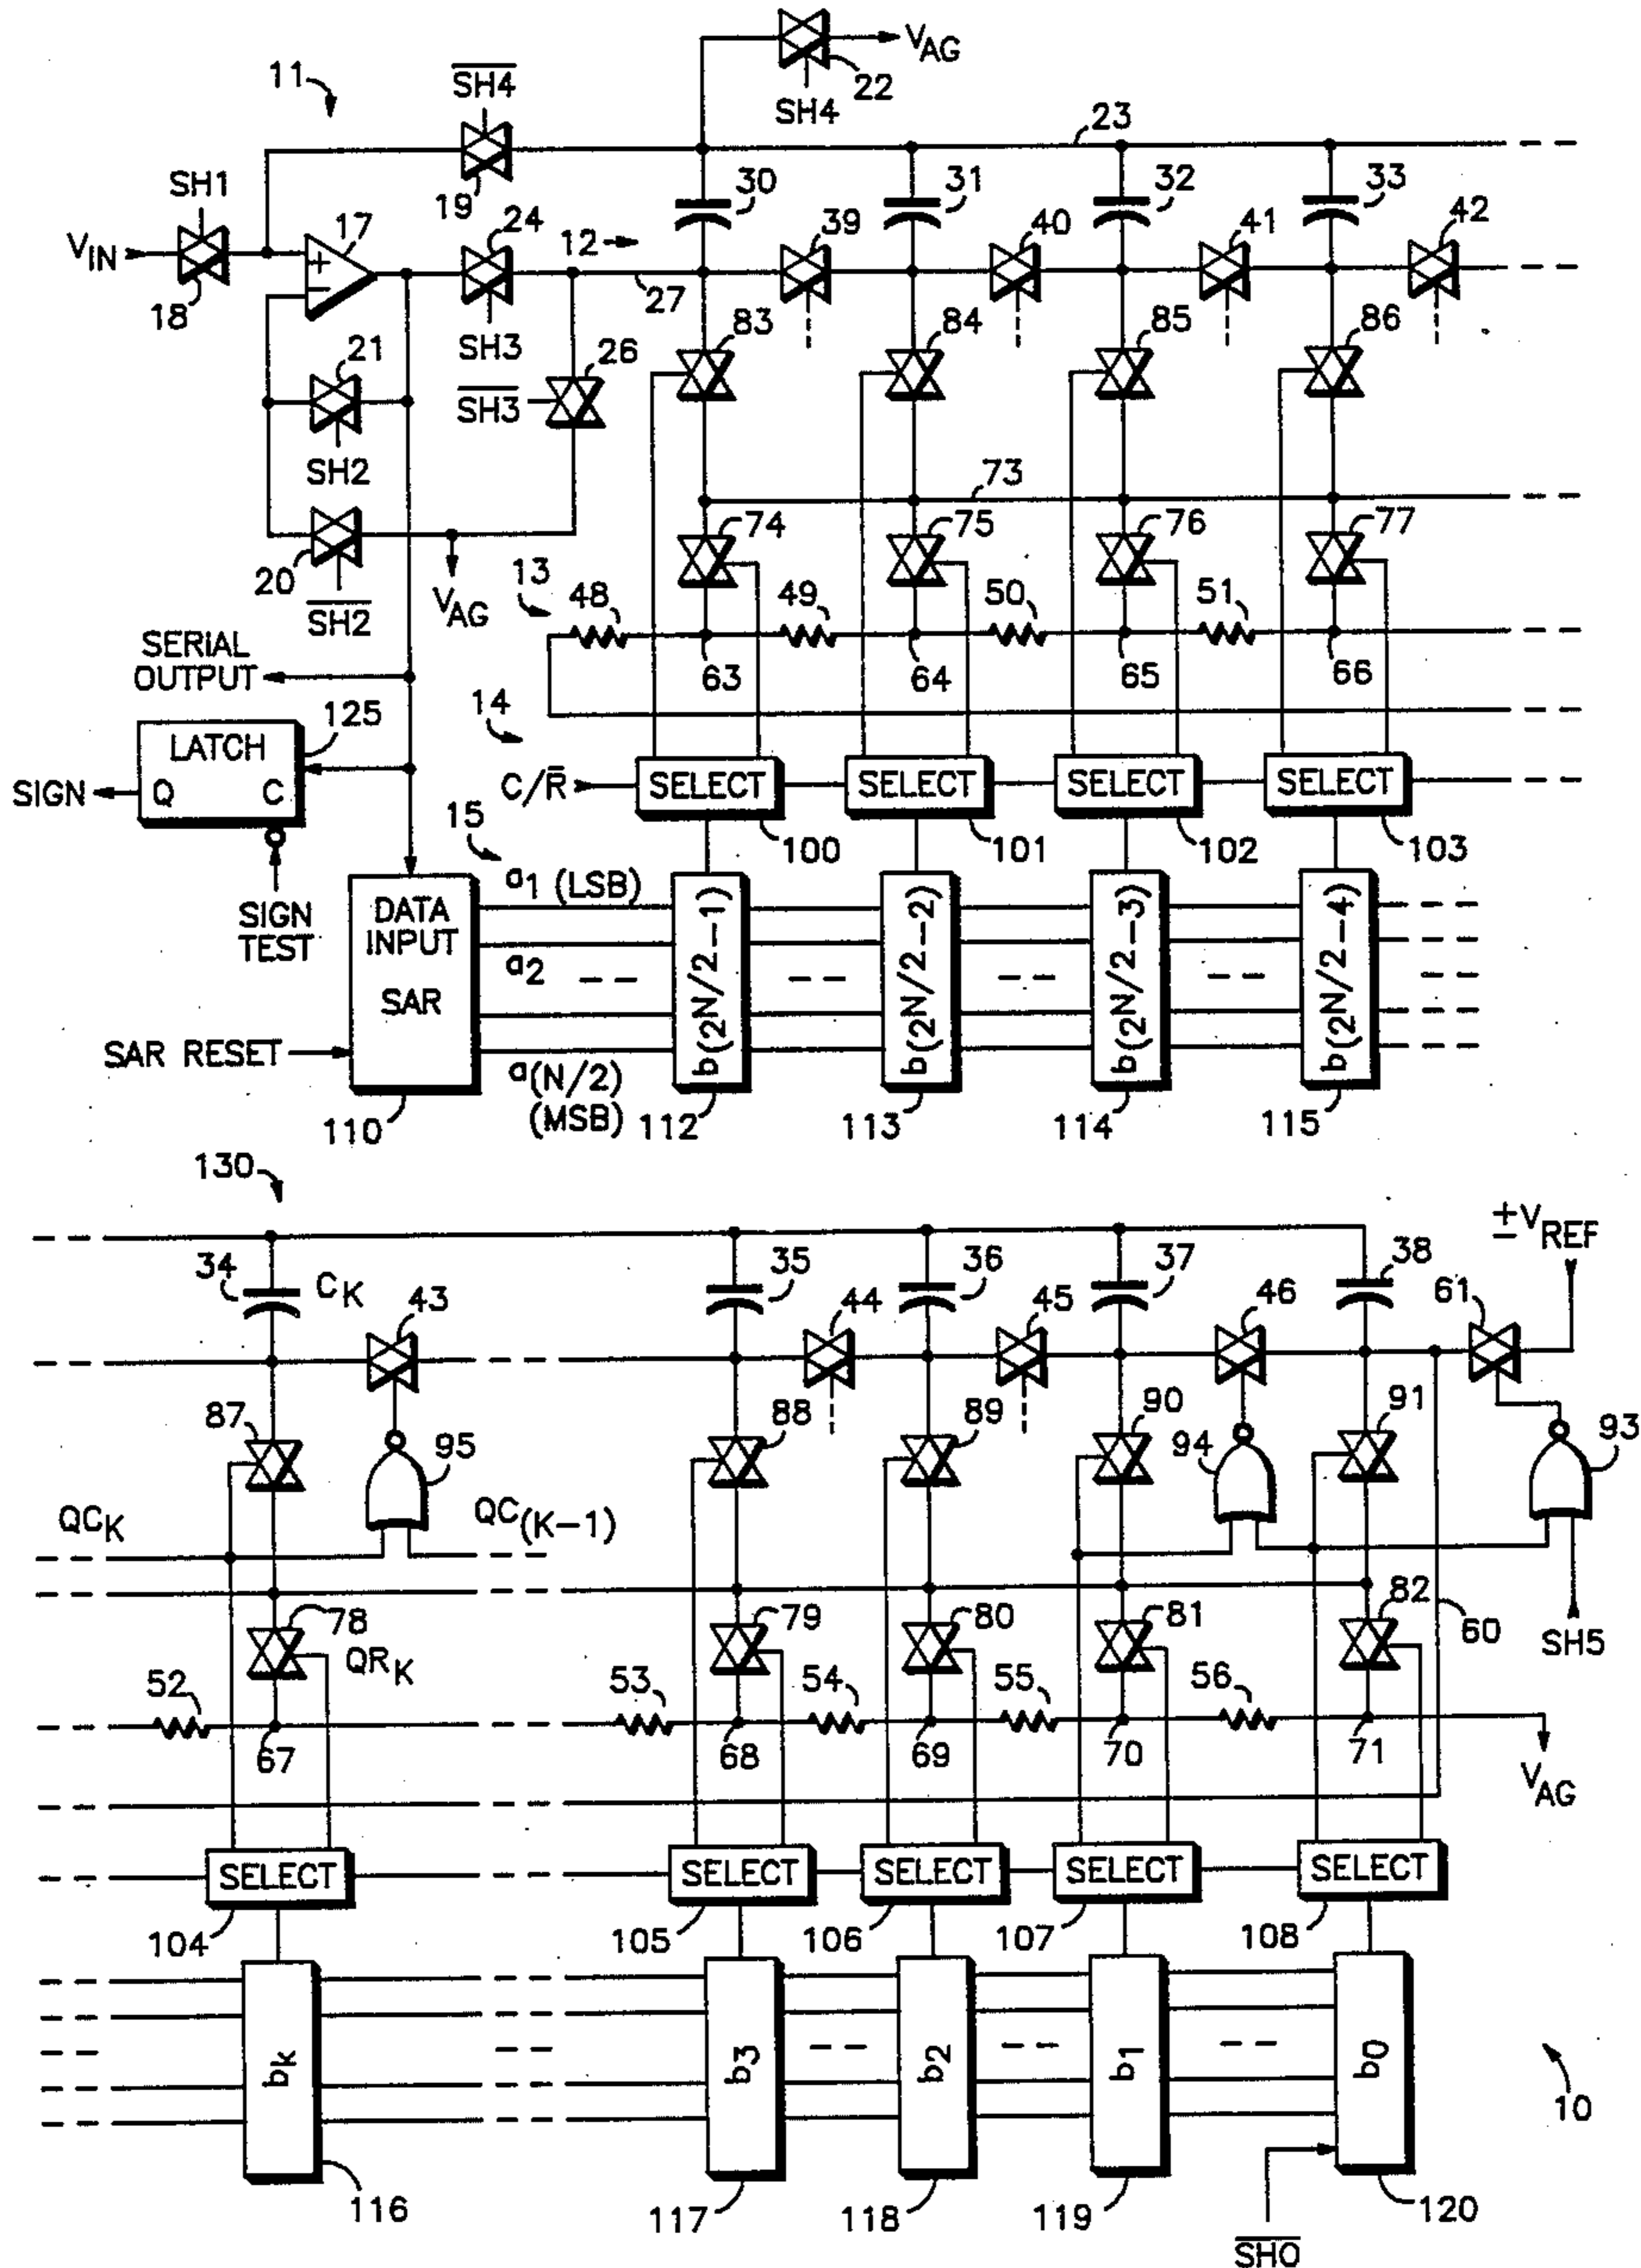 V_AG
22
SH4
11
SH4
23
19
SH1
30
31
32
33
24
12
39
40
41
42
V_IN
+
17
−
27
18
SH3
83
84
85
86
21
26
SH3
SH2
73
74
75
76
77
20
SH2
V_AG
13
48
49
50
51
SERIAL
OUTPUT
63
64
65
66
14
125
LATCH
Q C
SIGN
C/R̄
SELECT
SELECT
SELECT
SELECT
100
101
102
103
15
a1 (LSB)
SIGN
TEST
DATA
INPUT
SAR
a2
b(2^N/2−1)
b(2^N/2−2)
b(2^N/2−3)
b(2^N/2−4)
SAR RESET
a(N/2)
(MSB)
110
112
113
114
115
130
±V_REF
34
C_K
35
36
37
38
43
44
45
46
61
87
88
89
90
91
95
94
93
QC_K
QC_(K−1)
78
79
80
81
82
QR_K
60
SH5
52
53
54
55
56
67
68
69
70
71
V_AG
SELECT
SELECT
SELECT
SELECT
SELECT
104
105
106
107
108
b_k
b3
b2
b1
b0
10
116
117
118
119
120
SH0